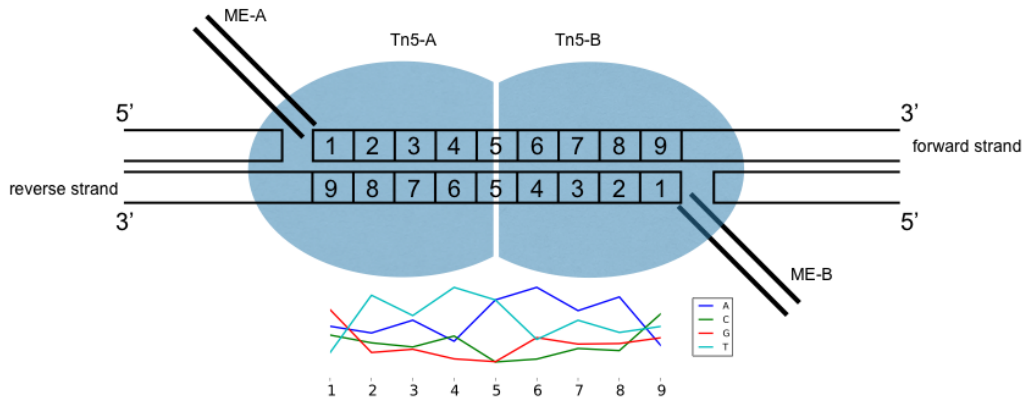 ME-A
Tn5-A Tn5-B
5’ 3’
1 2 3 4 5 6 7 8 9
forward strand
reverse strand
9 8 7 6 5 4 3 2 1
3’ 5’
ME-B
A
C
G
T
1 2 3 4 5 6 7 8 9